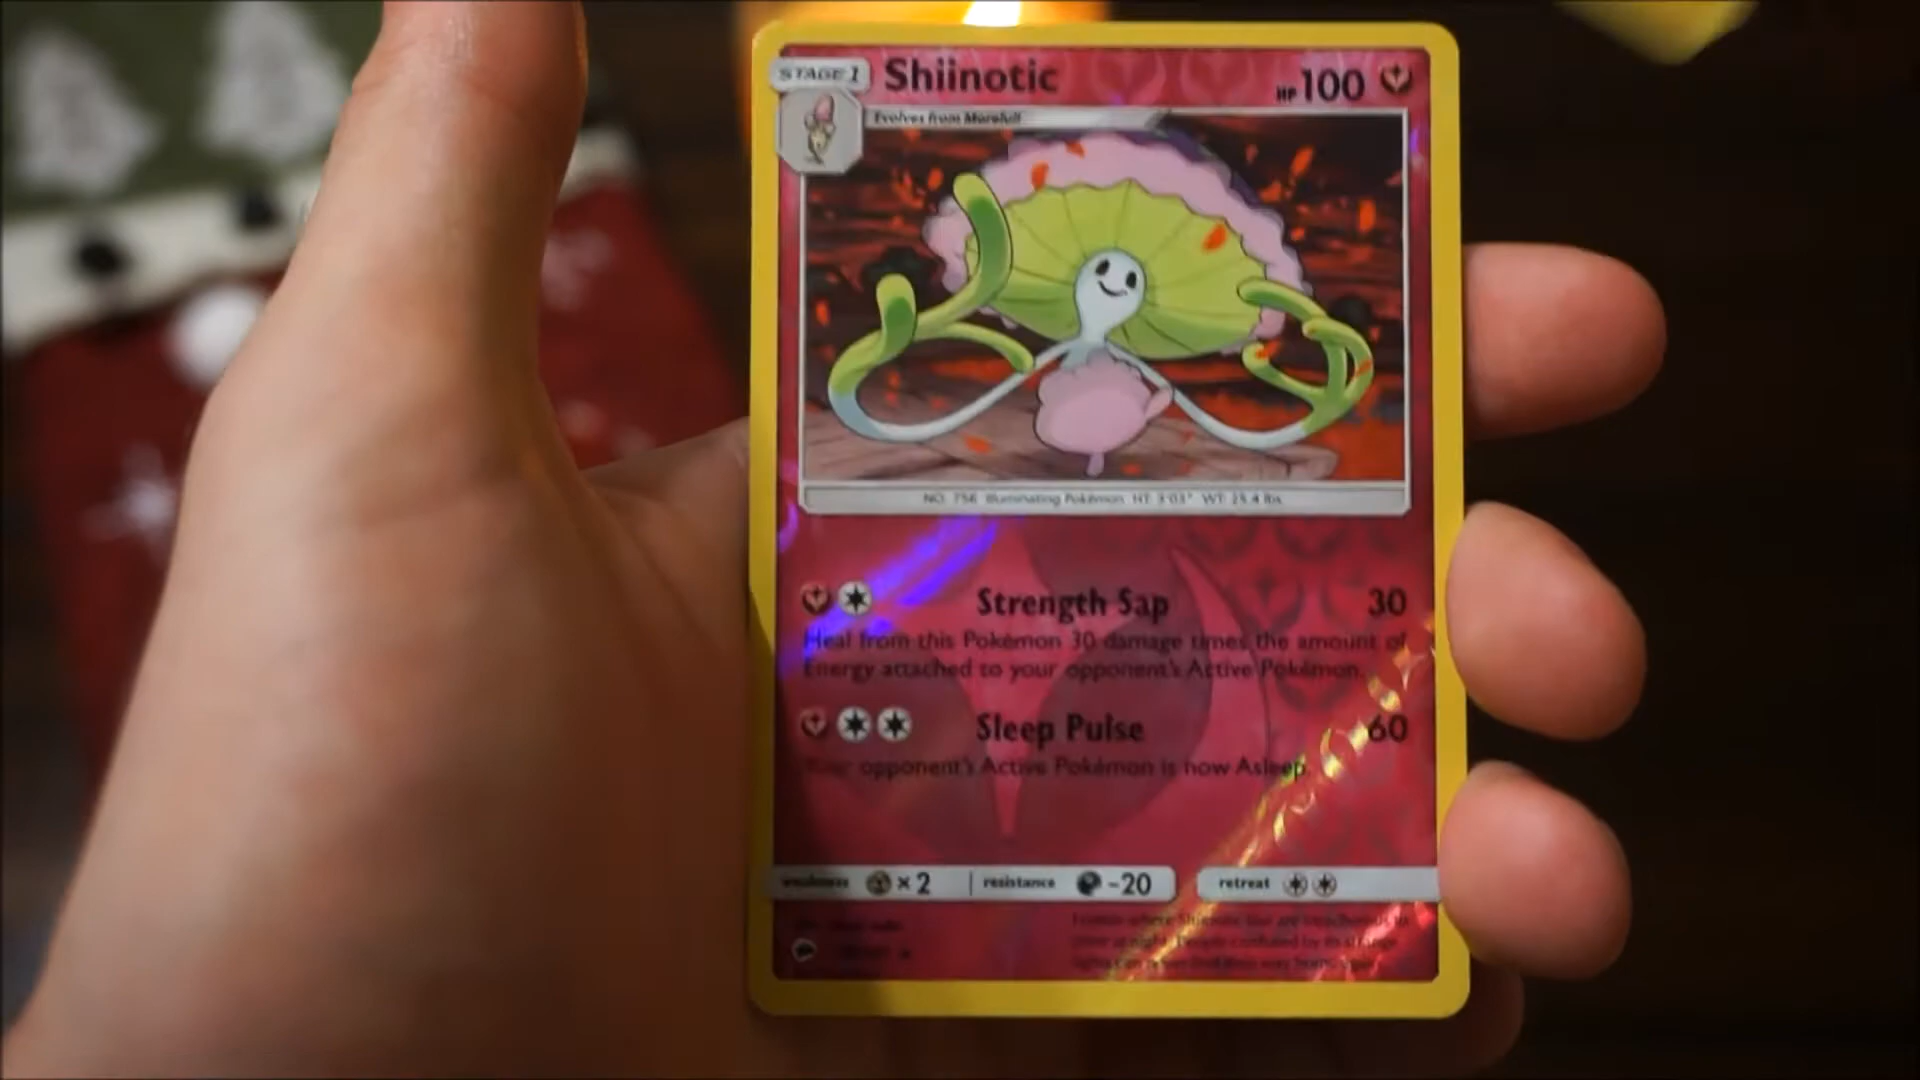 STAGE 1 Shiinotic HP 100
Evolves from Morelull
NO. 756 Illuminating Pokémon HT: 3'03" WT: 25.4 lbs.
Strength Sap 30
Heal from this Pokémon 30 damage times the amount of
Energy attached to your opponent's Active Pokémon.
Sleep Pulse 60
opponent's Active Pokémon is now Asleep.
weakness ×2 resistance -20 retreat